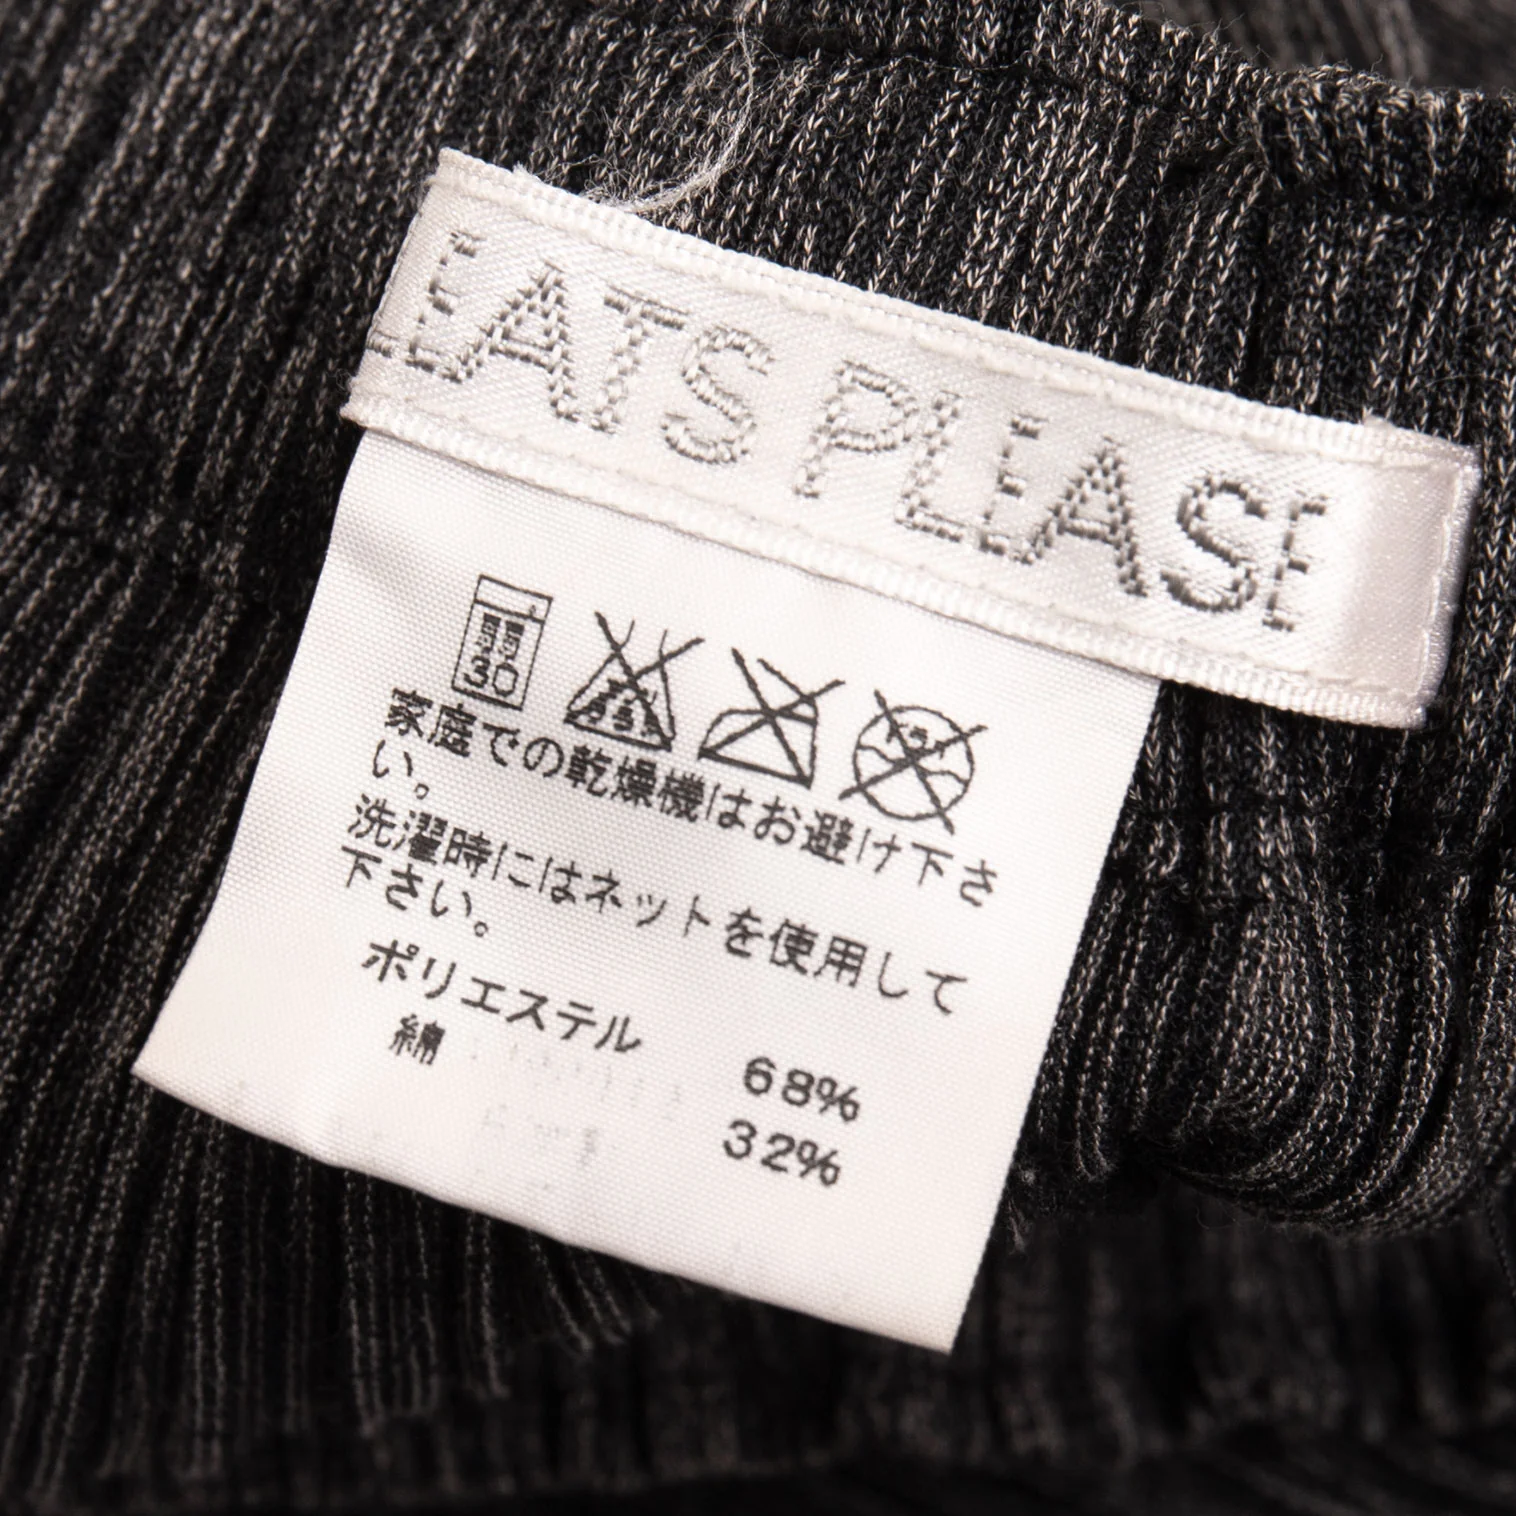 LEATS PLEASE
30
家庭での乾燥機はお避け下さ
い。
洗濯時にはネットを使用して
下さい。
ポリエステル 68%
綿 32%